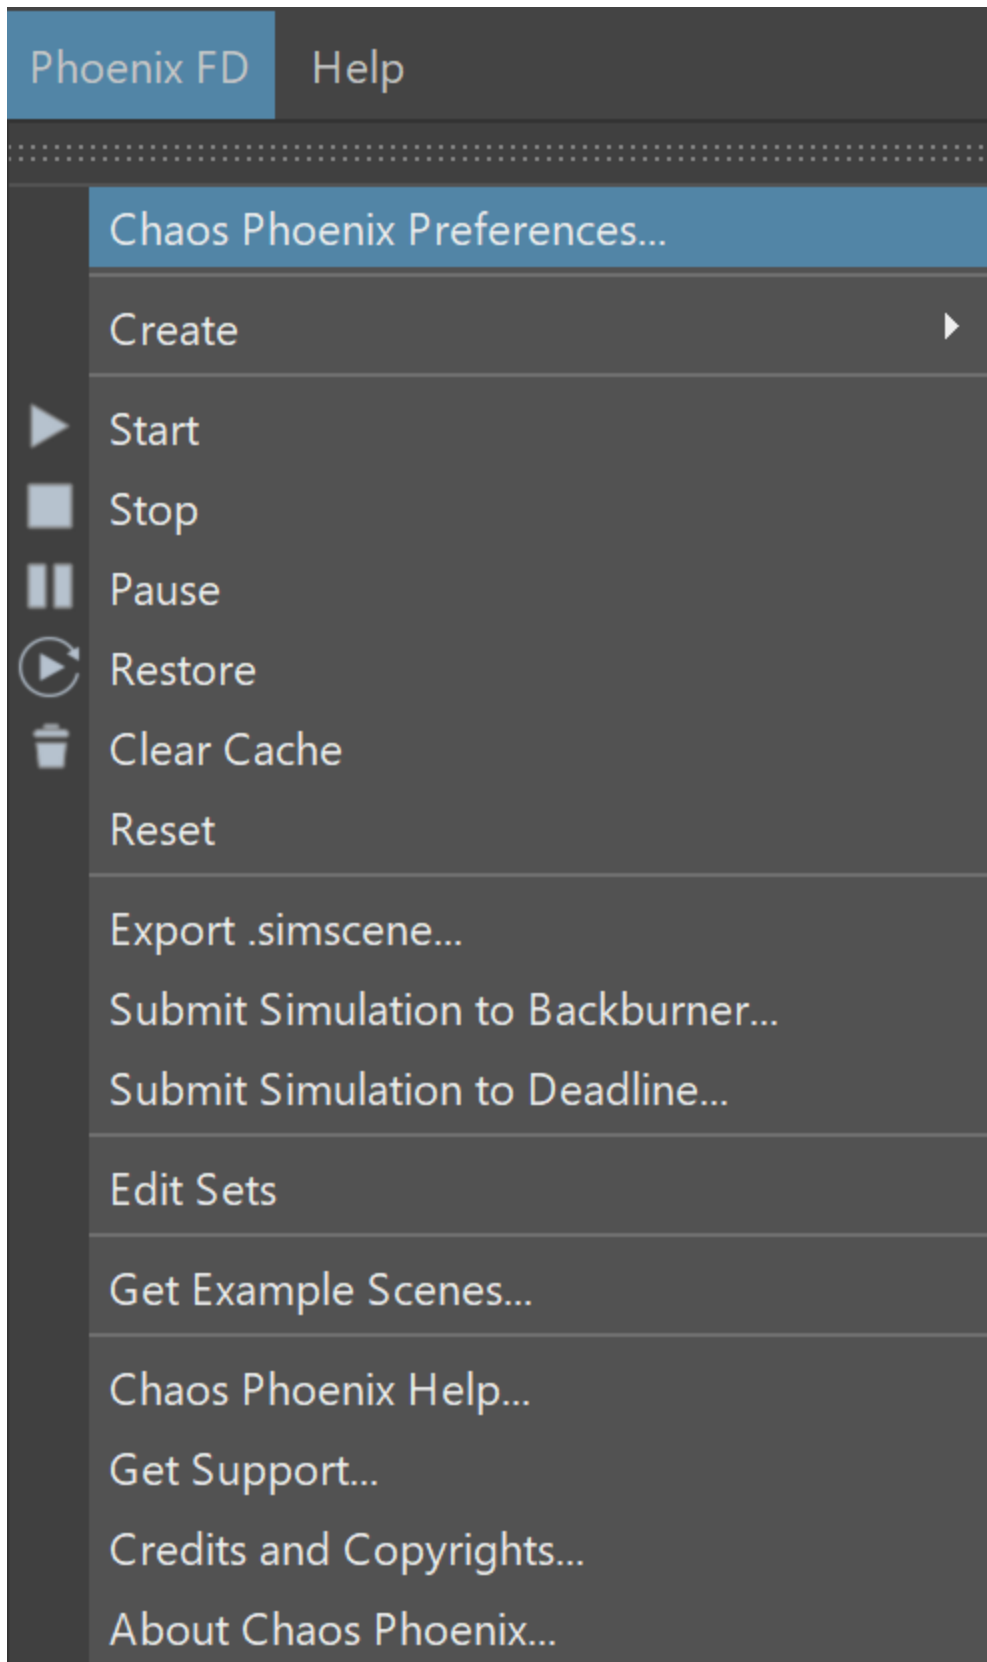 Phoenix FD Help
Chaos Phoenix Preferences...
Create
Start
Stop
Pause
Restore
Clear Cache
Reset
Export .simscene...
Submit Simulation to Backburner...
Submit Simulation to Deadline...
Edit Sets
Get Example Scenes...
Chaos Phoenix Help...
Get Support...
Credits and Copyrights...
About Chaos Phoenix...